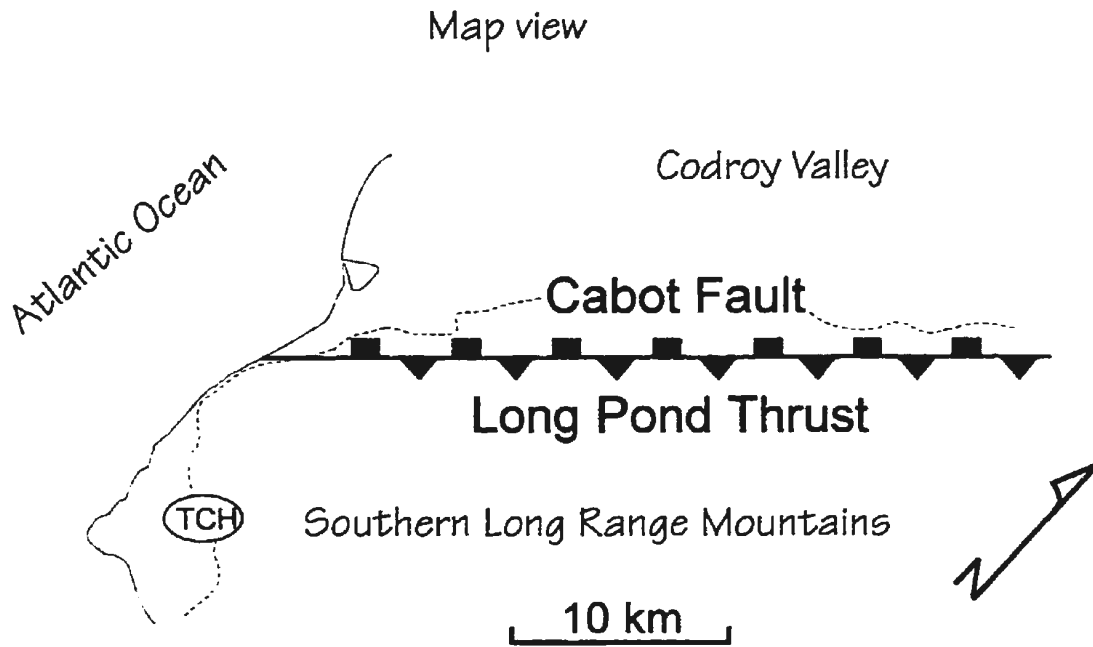 Map view
Codroy Valley
Atlantic Ocean
Cabot Fault
Long Pond Thrust
TCH
Southern Long Range Mountains
N
10 km